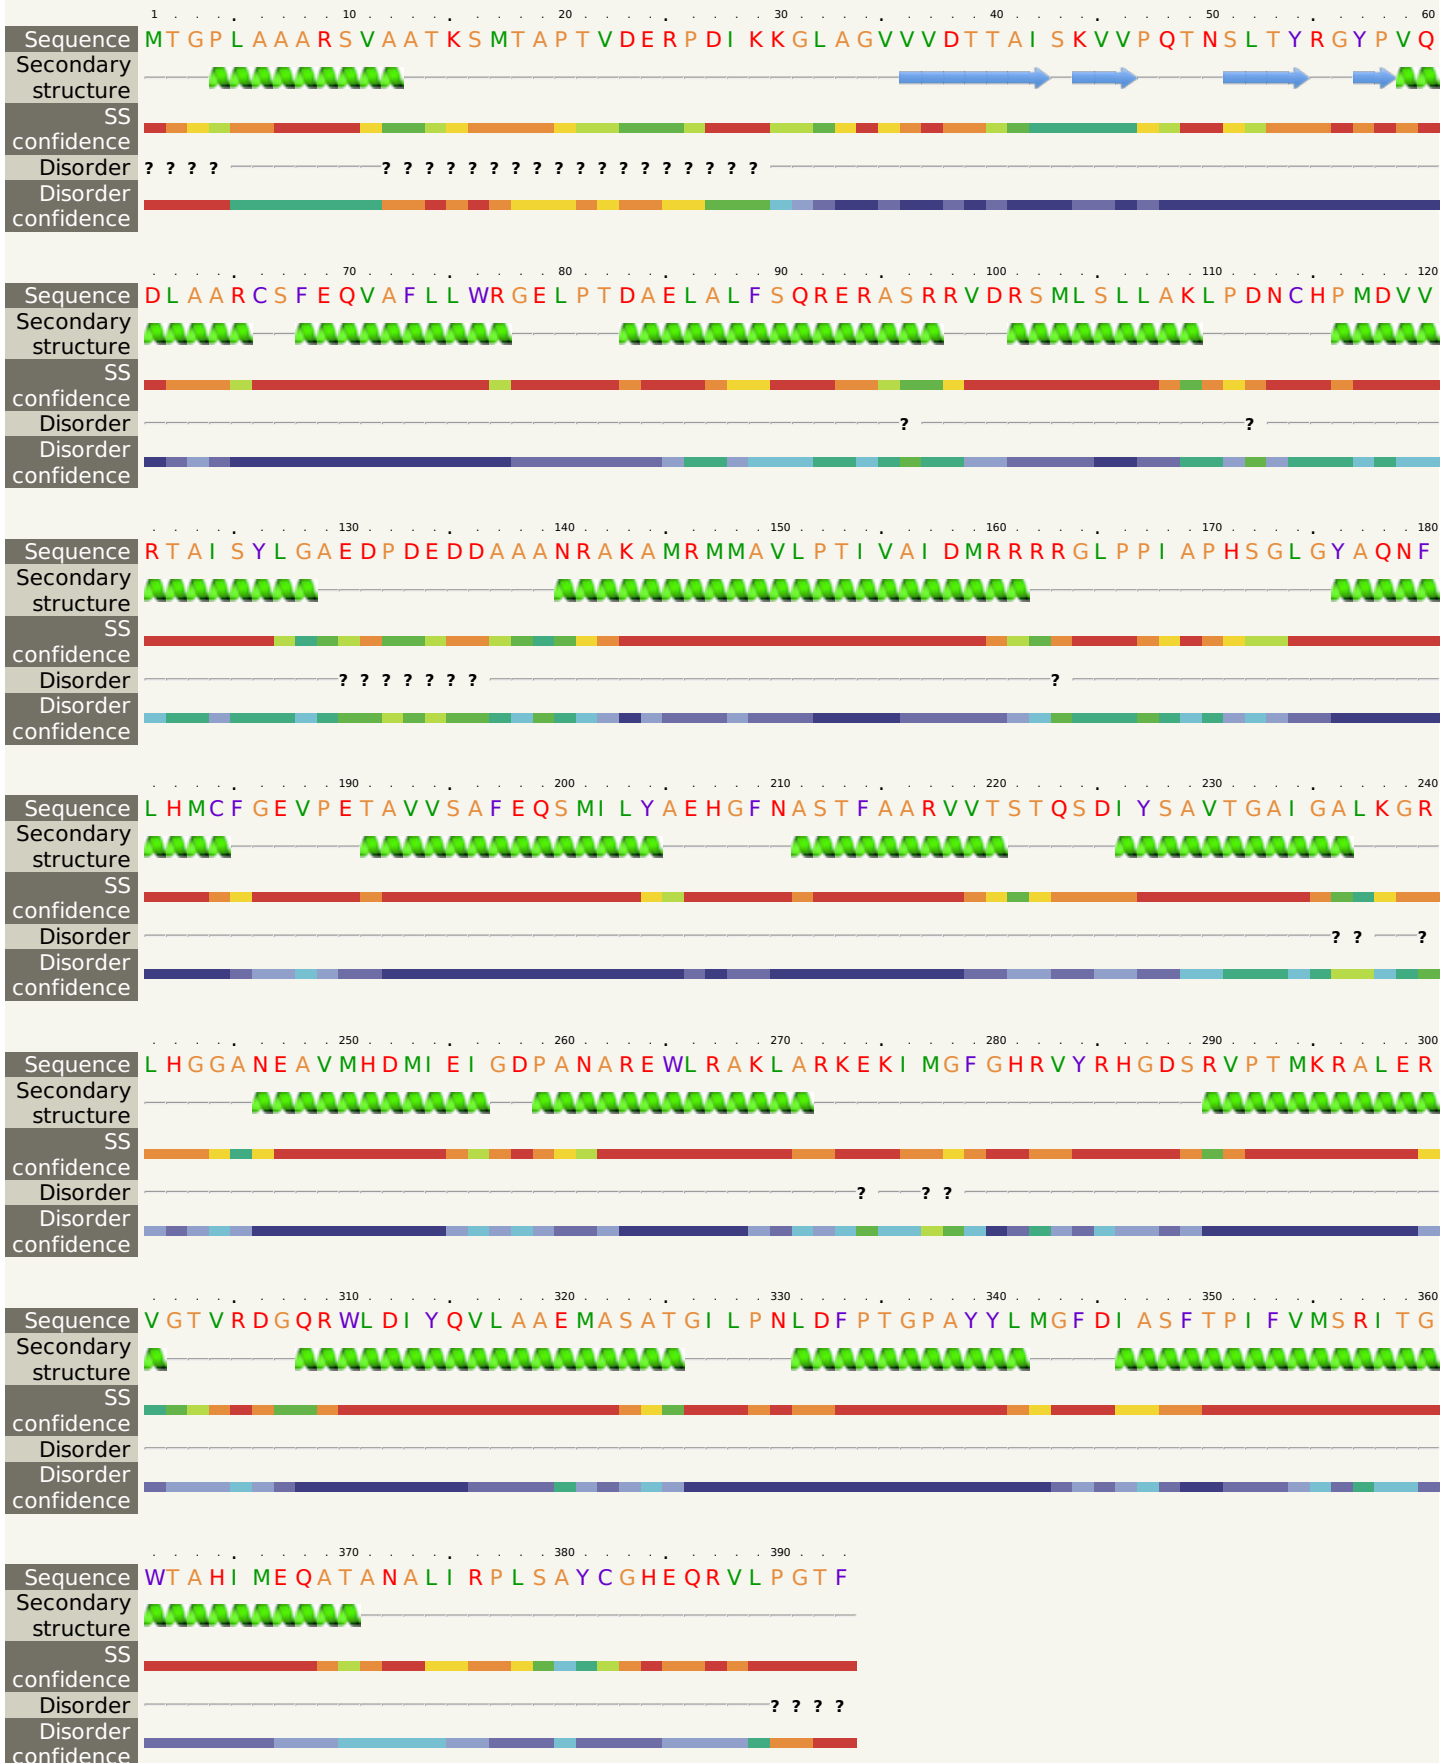 1 10 20 30 40 50 60
Sequence MTGPLAAARSVAATKSMTAPTVDERPDIKKGLAGVVVDTTAISKVVPQTNSLTYRGYPVQ
Secondary
structure
SS
confidence
Disorder ? ? ? ? ? ? ? ? ? ? ? ? ? ? ? ? ? ? ? ? ? ?
Disorder
confidence
70 80 90 100 110 120
Sequence DLAARCSFEQVAFLLWRGELPTDAELALFSQRERASRRVDRSMLSLLAKLPDNCHPMDVV
Secondary
structure
SS
confidence
Disorder ? ?
Disorder
confidence
130 140 150 160 170 180
Sequence RTAISYLGAEDPDEDDAAANRAKAMRMMAVLPTIVAIDMRRRRGLPPIAPHSGLGYAQNF
Secondary
structure
SS
confidence
Disorder ? ? ? ? ? ? ? ?
Disorder
confidence
190 200 210 220 230 240
Sequence LHMCFGEVPETAVVSAFEQSMILYAEHGFNASTFAARVVTSTQSDIYSAVTGAIGALKGR
Secondary
structure
SS
confidence
Disorder ? ? ?
Disorder
confidence
250 260 270 280 290 300
Sequence LHGGANEAVMHDMIEIGDPANAREWLRAKLARKEKIMGFGHRVYRHGDSRVPTMKRALER
Secondary
structure
SS
confidence
Disorder ? ? ?
Disorder
confidence
310 320 330 340 350 360
Sequence VGTVRDGQRWLDIYQVLAAEMASATGILPNLDFPTGPAYYLMGFDIASFTPIFVMSRITG
Secondary
structure
SS
confidence
Disorder
Disorder
confidence
370 380 390
Sequence WTAHIMEQATANALIRPLSAYCGHEQRVLPGTF
Secondary
structure
SS
confidence
Disorder ? ? ? ?
Disorder
confidence